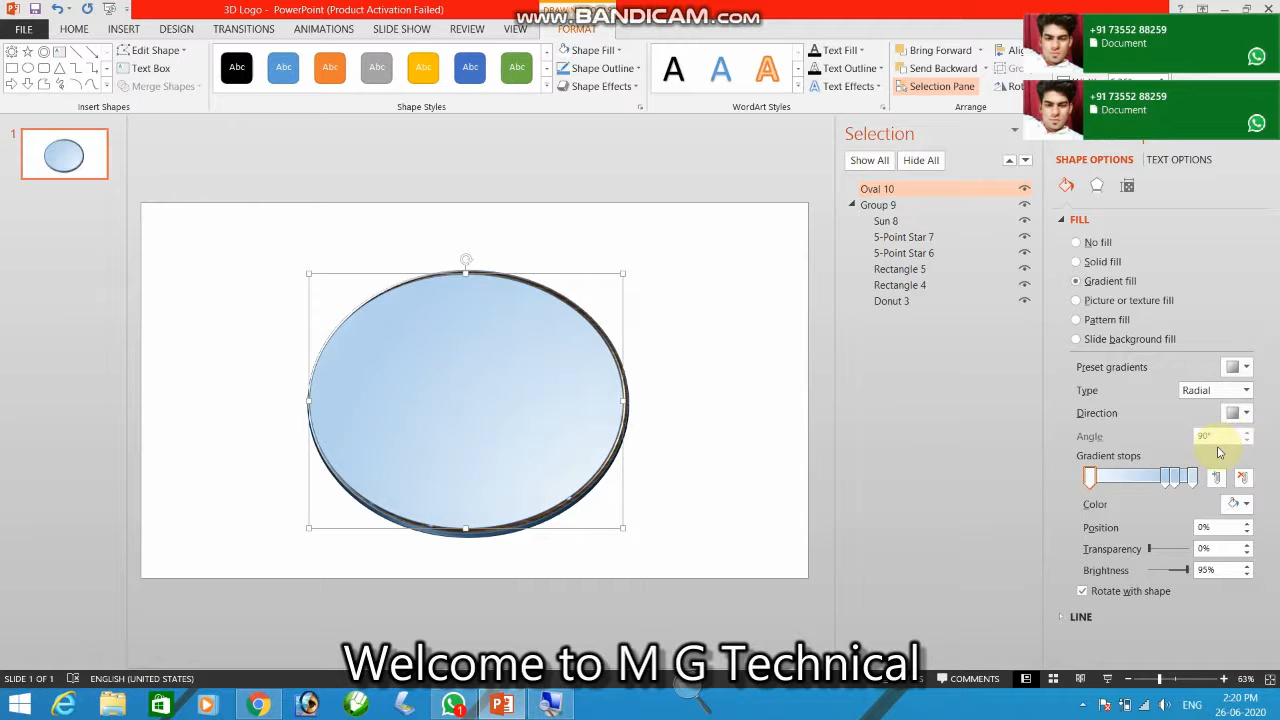 3D Logo - PowerPoint (Product Activation Failed)
www.BANDICAM.com
+91 73552 88259
Document
FILE
HOME
INSERT
DESIGN
TRANSITIONS
ANIMATIONS
SLIDE SHOW
REVIEW
VIEW
FORMAT
Edit Shape
Text Box
Merge Shapes
Insert Shapes
Abc
Abc
Abc
Abc
Abc
Abc
Abc
Shape Styles
Shape Fill
Shape Outline
Shape Effects
A
A
A
WordArt Styles
Text Fill
Text Outline
Text Effects
Bring Forward
Send Backward
Selection Pane
Arrange
+91 73552 88259
Document
1
Selection
Show All
Hide All
Oval 10
Group 9
Sun 8
5-Point Star 7
5-Point Star 6
Rectangle 5
Rectangle 4
Donut 3
SHAPE OPTIONS
TEXT OPTIONS
FILL
No fill
Solid fill
Gradient fill
Picture or texture fill
Pattern fill
Slide background fill
Preset gradients
Type
Radial
Direction
Angle
90°
Gradient stops
Color
Position
0%
Transparency
0%
Brightness
95%
Rotate with shape
LINE
Welcome to M G Technical
SLIDE 1 OF 1
ENGLISH (UNITED STATES)
COMMENTS
63%
1
ENG
2:20 PM
26-06-2020